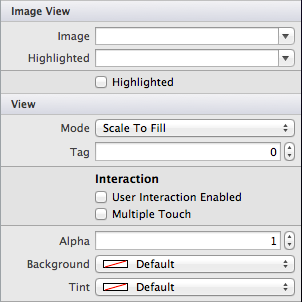 Image View
Image
Highlighted
Highlighted
View
Mode Scale To Fill
Tag 0
Interaction
User Interaction Enabled
Multiple Touch
Alpha 1
Background Default
Tint Default